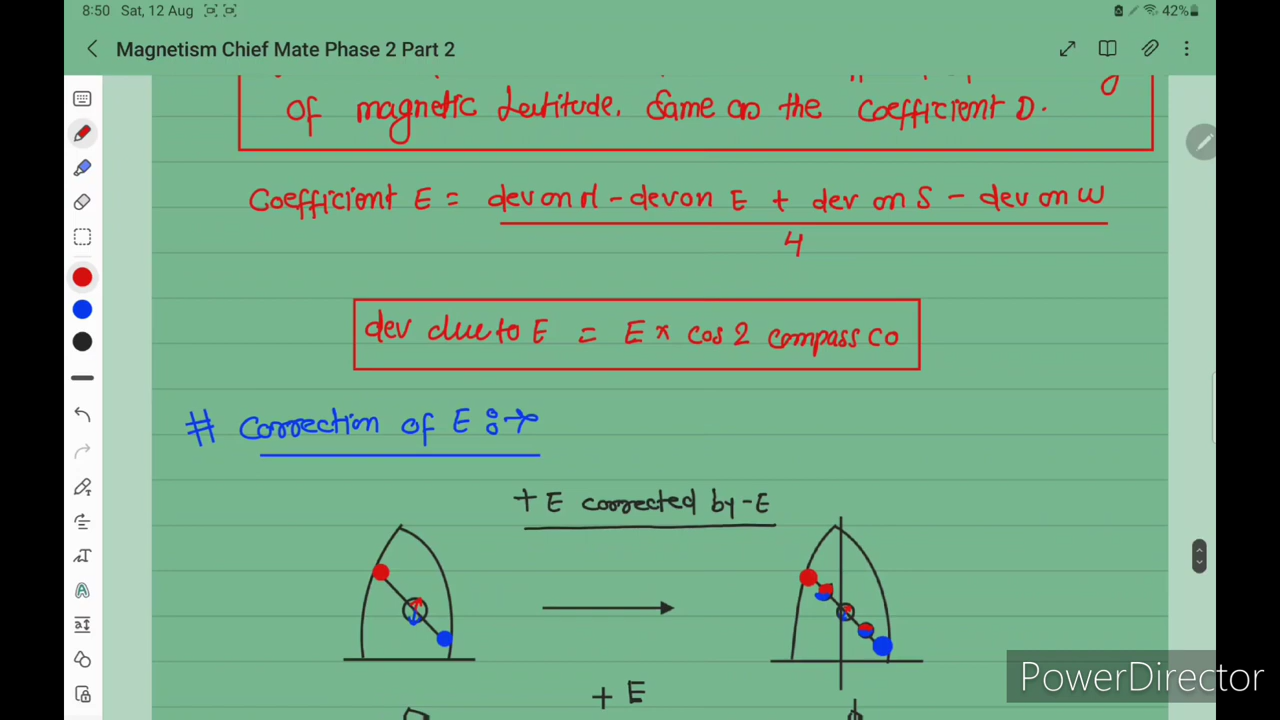 8:50 Sat, 12 Aug
42%
Magnetism Chief Mate Phase 2 Part 2
of magnetic Latitude. Same as the coefficient D.
Coefficient E = dev on N - dev on E + dev on S - dev on W
4
dev due to E = E × cos 2 compass co
# Correction of E :→
+ E corrected by - E
+ E
PowerDirector